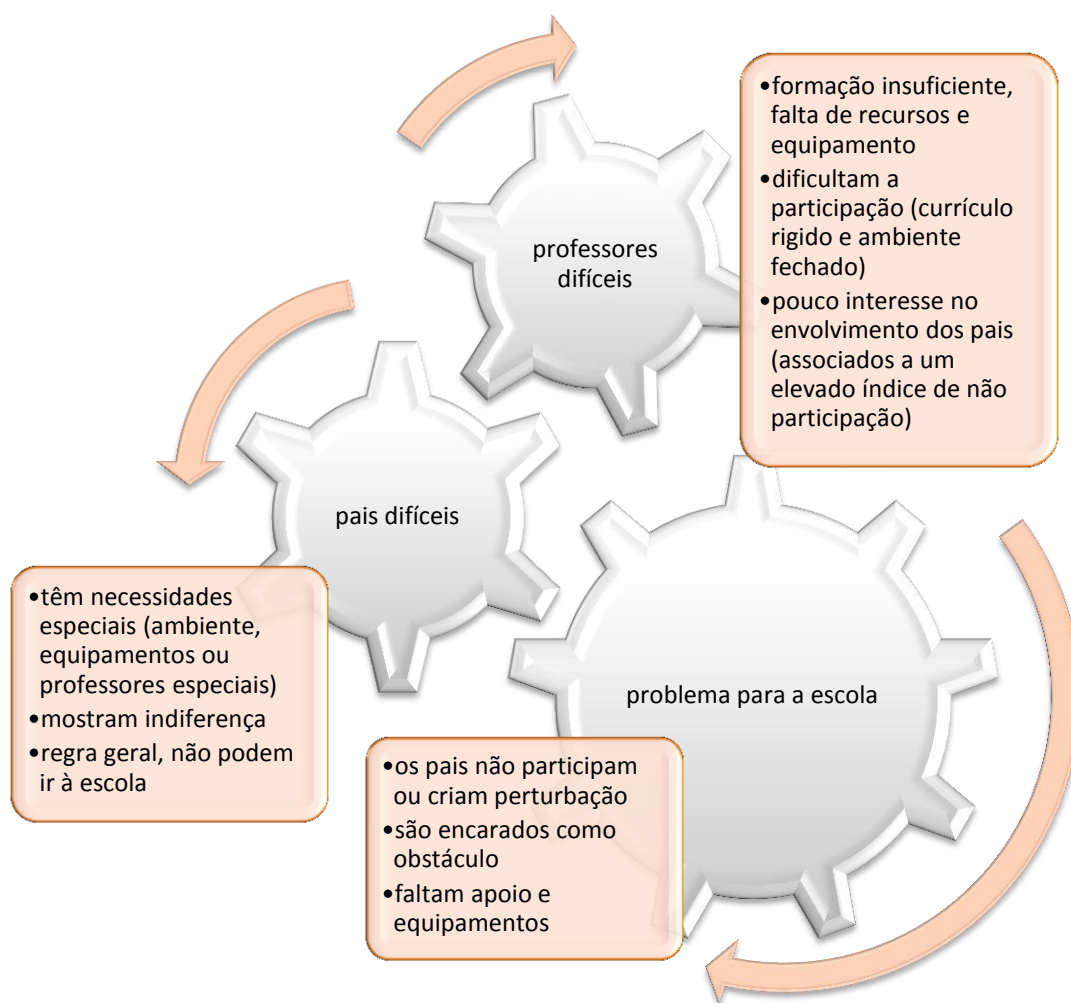 professores
difíceis
•formação insuficiente,
falta de recursos e
equipamento
•dificultam a
participação (currículo
rigido e ambiente
fechado)
•pouco interesse no
envolvimento dos pais
(associados a um
elevado índice de não
participação)
pais difíceis
•têm necessidades
especiais (ambiente,
equipamentos ou
professores especiais)
•mostram indiferença
•regra geral, não podem
ir à escola
problema para a escola
•os pais não participam
ou criam perturbação
•são encarados como
obstáculo
•faltam apoio e
equipamentos